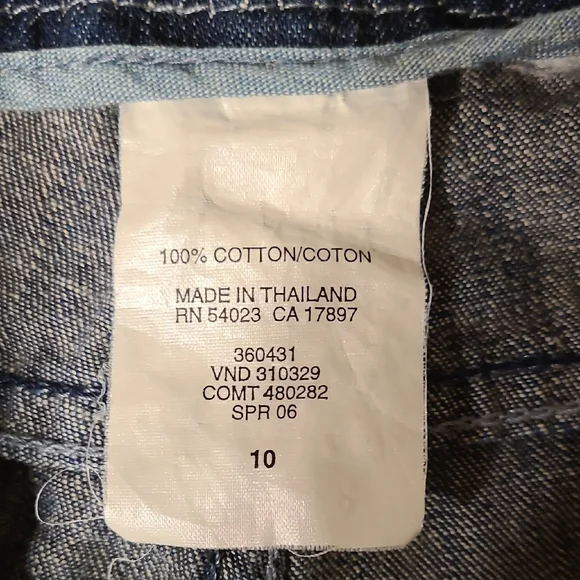 100% COTTON/COTON
MADE IN THAILAND
RN 54023 CA 17897
360431
VND 310329
COMT 480282
SPR 06
10